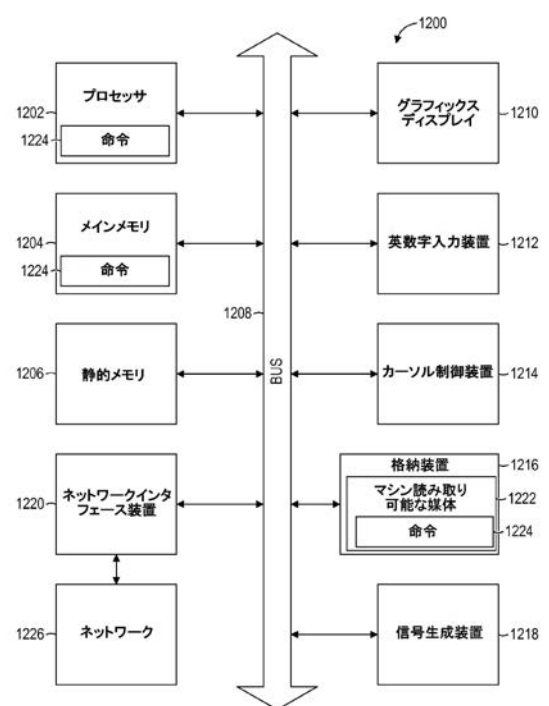 1200
プロセッサ
1202
1224
命令
グラフィックス
ディスプレイ
1210
メインメモリ
1204
1224
命令
英数字入力装置
1212
1208
BUS
静的メモリ
1206
カーソル制御装置
1214
ネットワークインタ
フェース装置
1220
格納装置
1216
マシン読み取り
可能な媒体
1222
命令
1224
ネットワーク
1226
信号生成装置
1218